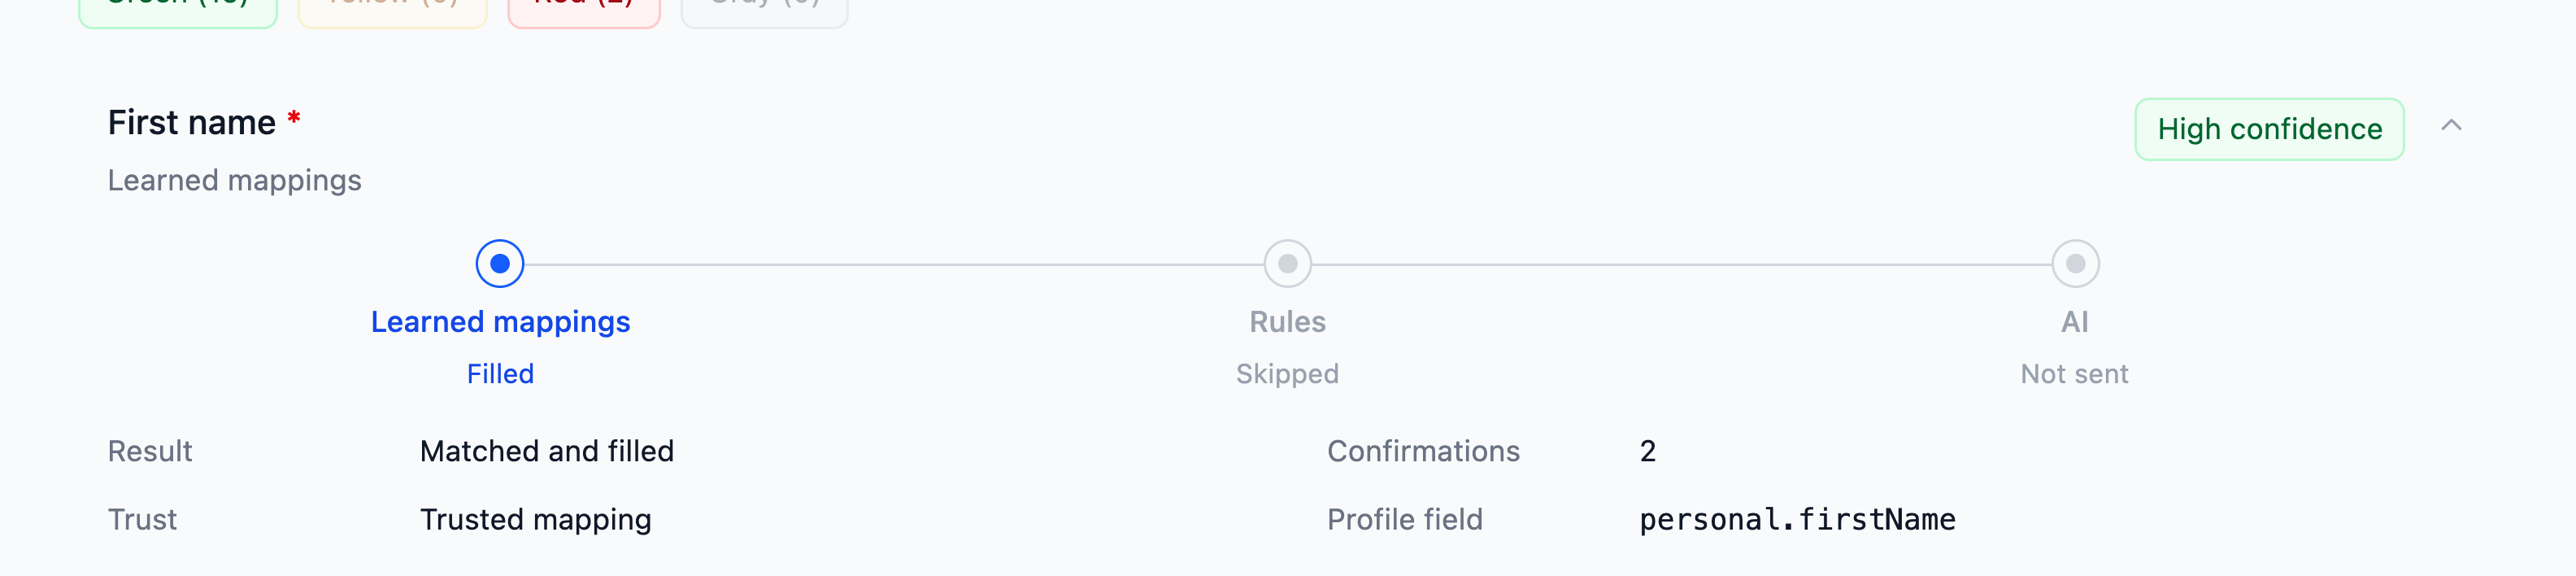 First name *
High confidence
Learned mappings
Learned mappings
Rules
AI
Filled
Skipped
Not sent
Result
Matched and filled
Confirmations
2
Trust
Trusted mapping
Profile field
personal.firstName